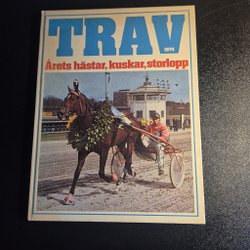 TRAV
1974
Årets hästar, kuskar, storlopp